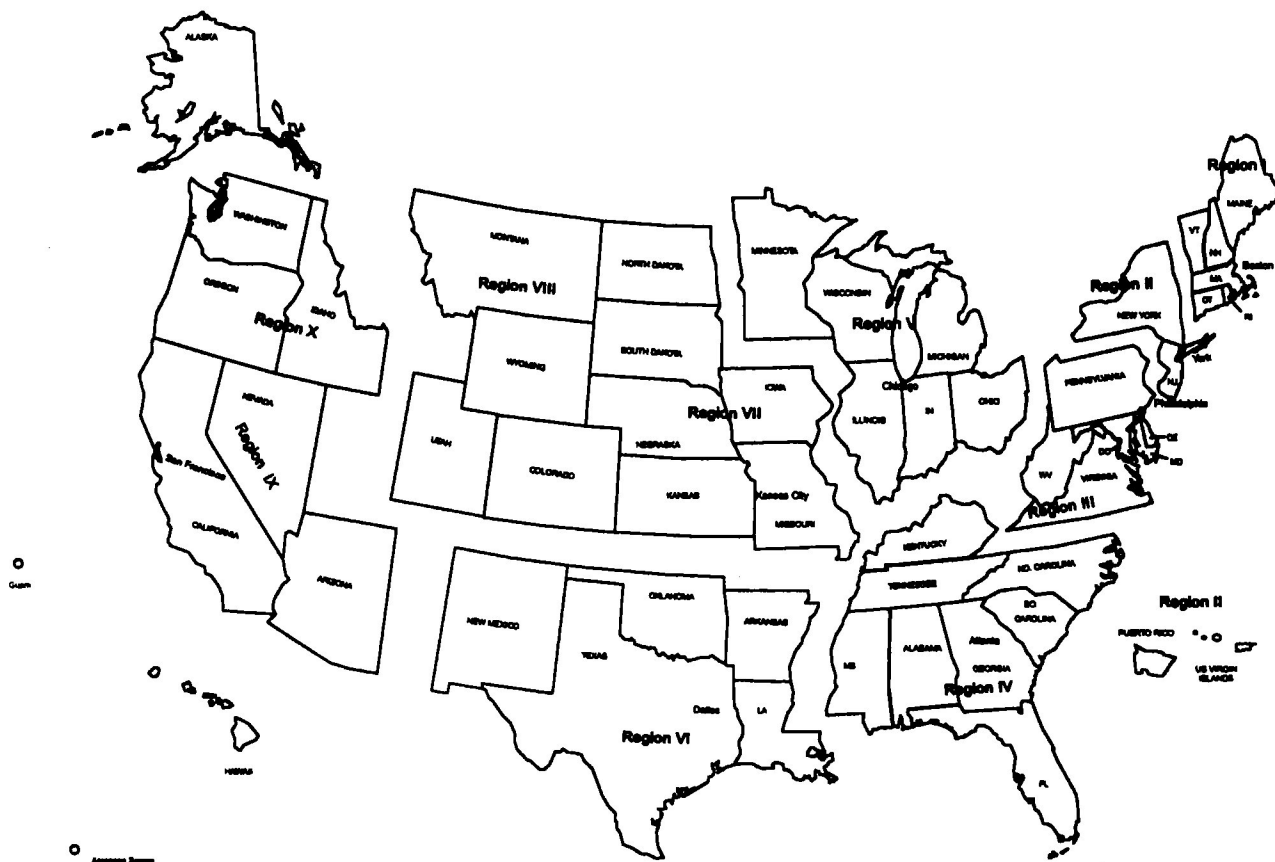 ALASKA
Region I
MAINE
WASHINGTON
MONTANA
NORTH DAKOTA
MINNESOTA
VT
NH
Boston
MA
CT
RI
Region II
NEW YORK
York
OREGON
IDAHO
Region X
Region VIII
WISCONSIN
Region V
MICHIGAN
SOUTH DAKOTA
WYOMING
IOWA
Chicago
PENNSYLVANIA
NJ
NEVADA
Region VII
ILLINOIS
IN
OHIO
Philadelphia
UTAH
NEBRASKA
DC
DE
MD
San Francisco
Region IX
COLORADO
KANSAS
Kansas City
MISSOURI
WV
VIRGINIA
Region III
CALIFORNIA
KENTUCKY
Guam
ARIZONA
NEW MEXICO
OKLAHOMA
ARKANSAS
TENNESSEE
NO. CAROLINA
SO
CAROLINA
Region II
PUERTO RICO
US VIRGIN
ISLANDS
TEXAS
MS
ALABAMA
Atlanta
GEORGIA
Region IV
Dallas
LA
Region VI
HAWAII
FL